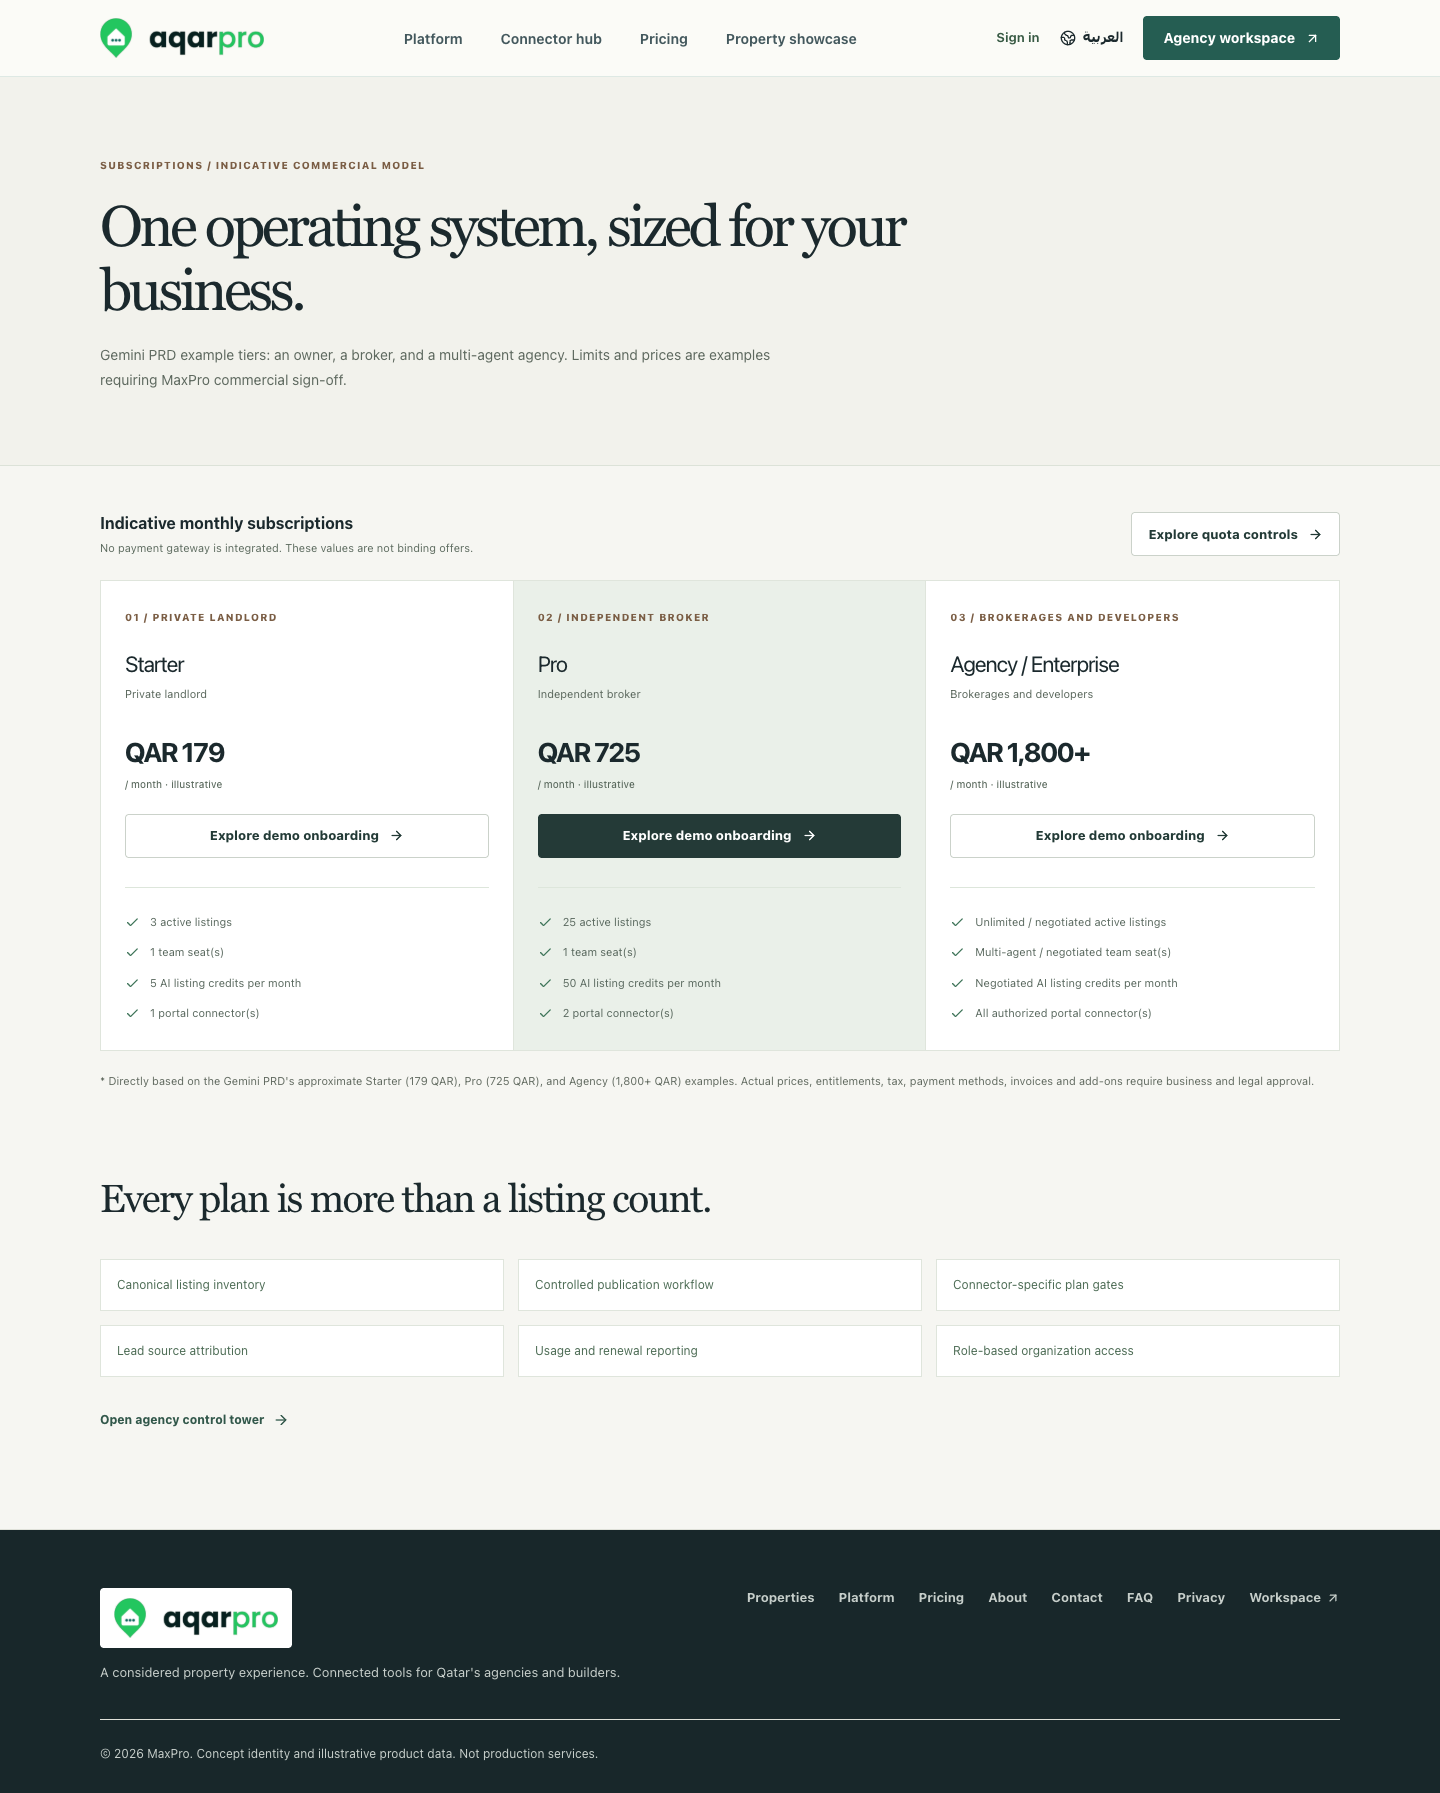 aqarpro
Platform
Connector hub
Pricing
Property showcase
Sign in
العربية
Agency workspace
SUBSCRIPTIONS / INDICATIVE COMMERCIAL MODEL
One operating system, sized for your
business.
Gemini PRD example tiers: an owner, a broker, and a multi-agent agency. Limits and prices are examples
requiring MaxPro commercial sign-off.
Indicative monthly subscriptions
No payment gateway is integrated. These values are not binding offers.
Explore quota controls
01 / PRIVATE LANDLORD
Starter
Private landlord
QAR 179
/ month · illustrative
Explore demo onboarding
3 active listings
1 team seat(s)
5 AI listing credits per month
1 portal connector(s)
02 / INDEPENDENT BROKER
Pro
Independent broker
QAR 725
/ month · illustrative
Explore demo onboarding
25 active listings
1 team seat(s)
50 AI listing credits per month
2 portal connector(s)
03 / BROKERAGES AND DEVELOPERS
Agency / Enterprise
Brokerages and developers
QAR 1,800+
/ month · illustrative
Explore demo onboarding
Unlimited / negotiated active listings
Multi-agent / negotiated team seat(s)
Negotiated AI listing credits per month
All authorized portal connector(s)
* Directly based on the Gemini PRD's approximate Starter (179 QAR), Pro (725 QAR), and Agency (1,800+ QAR) examples. Actual prices, entitlements, tax, payment methods, invoices and add-ons require business and legal approval.
Every plan is more than a listing count.
Canonical listing inventory
Controlled publication workflow
Connector-specific plan gates
Lead source attribution
Usage and renewal reporting
Role-based organization access
Open agency control tower
aqarpro
A considered property experience. Connected tools for Qatar's agencies and builders.
Properties
Platform
Pricing
About
Contact
FAQ
Privacy
Workspace
© 2026 MaxPro. Concept identity and illustrative product data. Not production services.